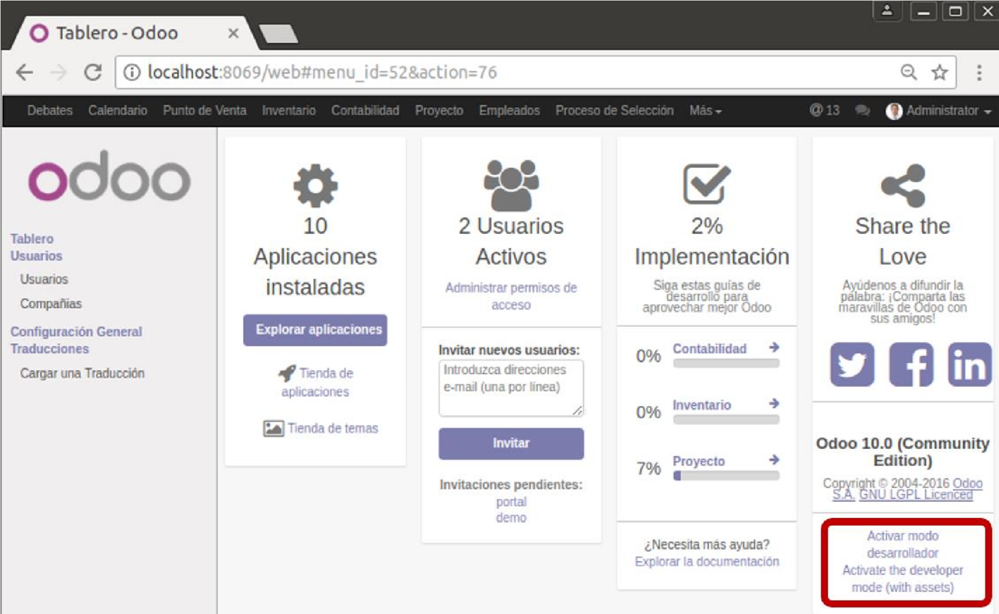 Tablero - Odoo
localhost:8069/web#menu_id=52&action=76
Debates Calendario Punto de Venta Inventario Contabilidad Proyecto Empleados Proceso de Selección Más @ 13 Administrator
odoo
Tablero
Usuarios
Usuarios
Compañias
Configuración General
Traducciones
Cargar una Traducción
10
Aplicaciones
instaladas
Explorar aplicaciones
Tienda de
aplicaciones
Tienda de temas
2 Usuarios
Activos
Administrar permisos de
acceso
Invitar nuevos usuarios:
Introduzca direcciones
e-mail (una por línea)
Invitar
Invitaciones pendientes:
portal
demo
2%
Implementación
Siga estas guías de
desarrollo para
aprovechar mejor Odoo
0% Contabilidad
0% Inventario
7% Proyecto
¿Necesita más ayuda?
Explorar la documentación
Share the
Love
Ayúdenos a difundir la
palabra: ¡Comparta las
maravillas de Odoo con
sus amigos!
in
Odoo 10.0 (Community
Edition)
Copyright © 2004-2016 Odoo
S.A. GNU LGPL Licenced
Activar modo
desarrollador
Activate the developer
mode (with assets)